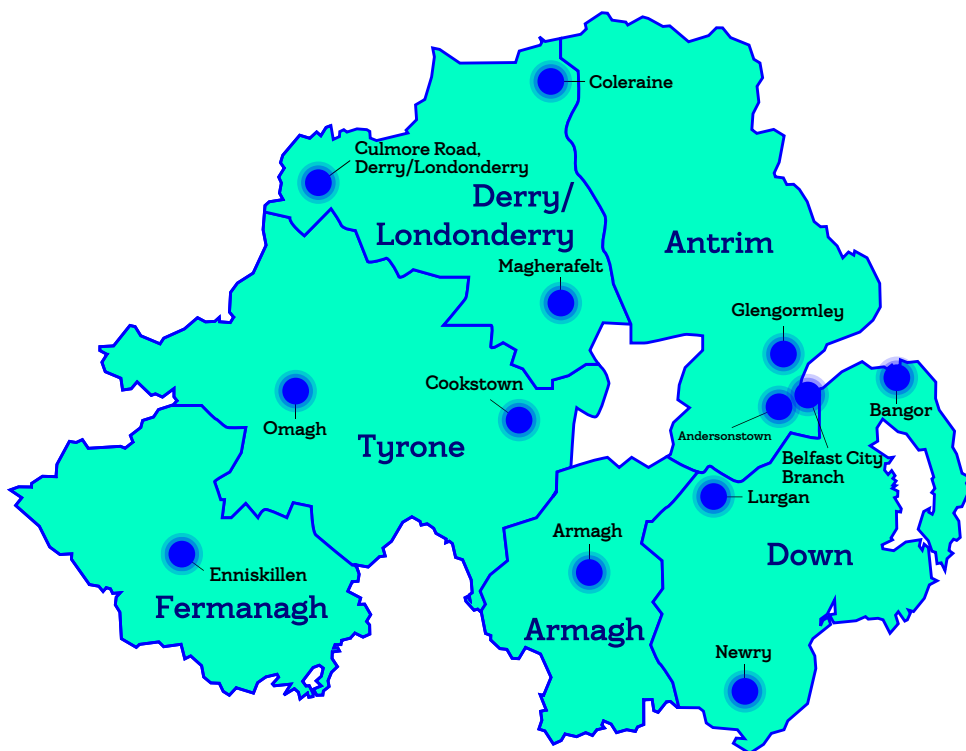 Coleraine
Culmore Road,
Derry/Londonderry
Derry/
Londonderry
Antrim
Magherafelt
Glengormley
Cookstown
Bangor
Omagh
Andersonstown
Tyrone
Belfast City
Branch
Lurgan
Armagh
Down
Enniskillen
Fermanagh
Armagh
Newry